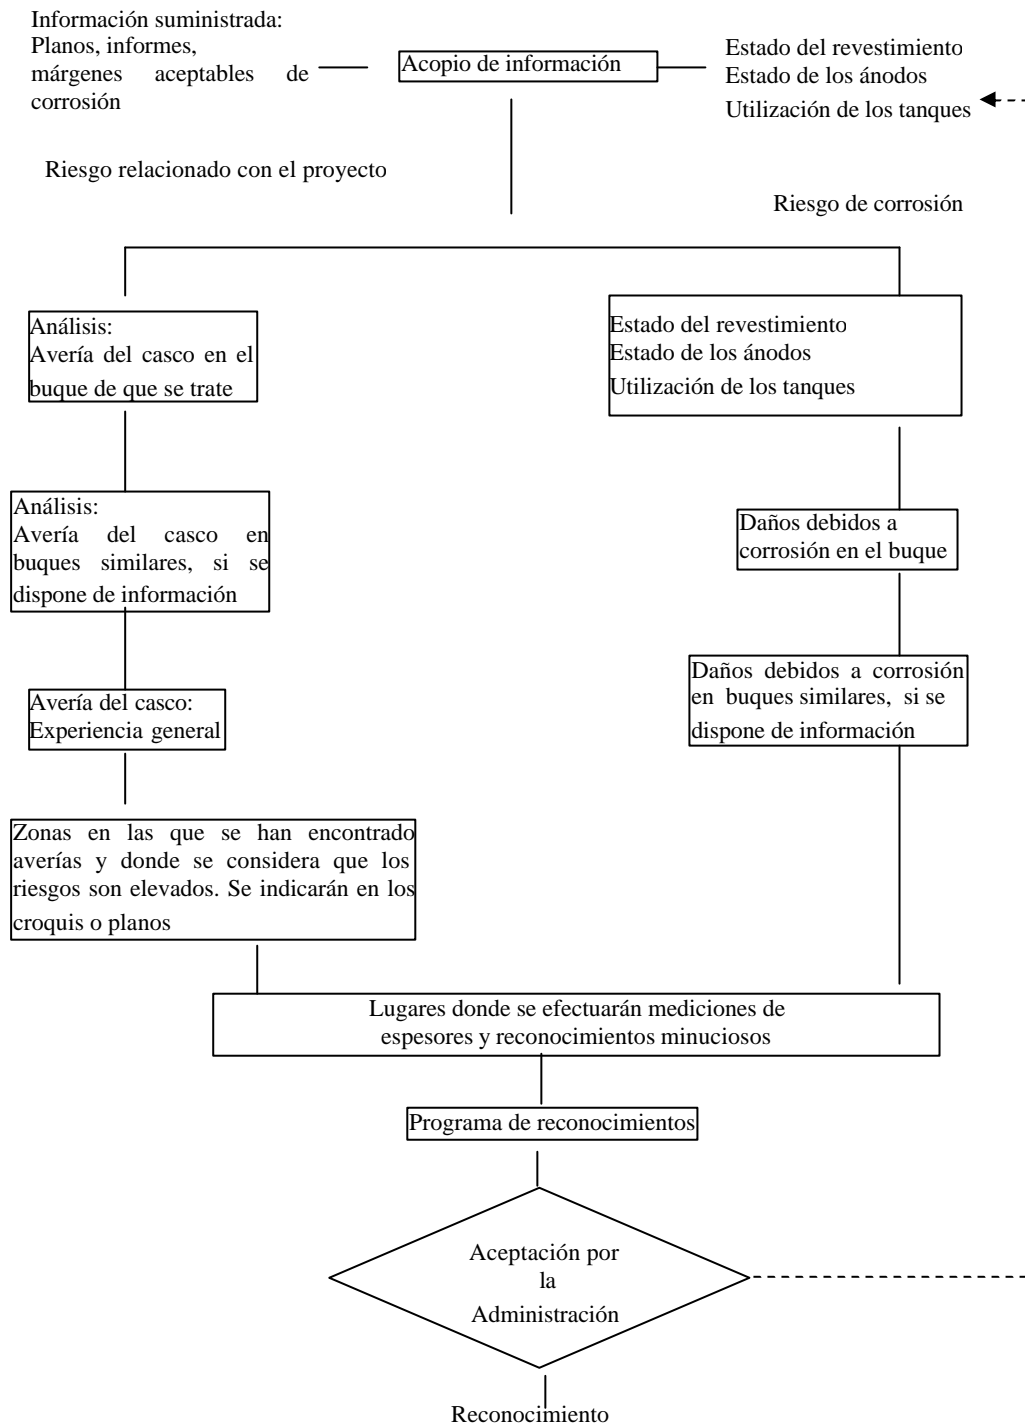 Información suministrada:
Planos, informes,
márgenes aceptables de
corrosión
Acopio de información
Estado del revestimiento
Estado de los ánodos
Utilización de los tanques
Riesgo relacionado con el proyecto
Riesgo de corrosión
Análisis:
Avería del casco en el
buque de que se trate
Estado del revestimiento
Estado de los ánodos
Utilización de los tanques
Análisis:
Avería del casco en
buques similares, si se
dispone de información
Daños debidos a
corrosión en el buque
Avería del casco:
Experiencia general
Daños debidos a corrosión
en buques similares, si se
dispone de información
Zonas en las que se han encontrado
averías y donde se considera que los
riesgos son elevados. Se indicarán en los
croquis o planos
Lugares donde se efectuarán mediciones de
espesores y reconocimientos minuciosos
Programa de reconocimientos
Aceptación por
la
Administración
Reconocimiento